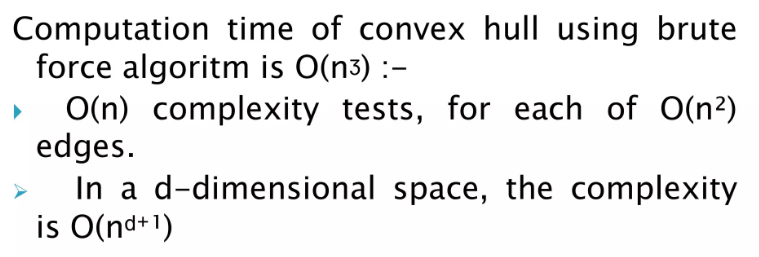 Computation time of convex hull using brute
force algoritm is O(n3) :-
O(n) complexity tests, for each of O(n²)
edges.
In a d-dimensional space, the complexity
is O(nᵈ⁺¹)